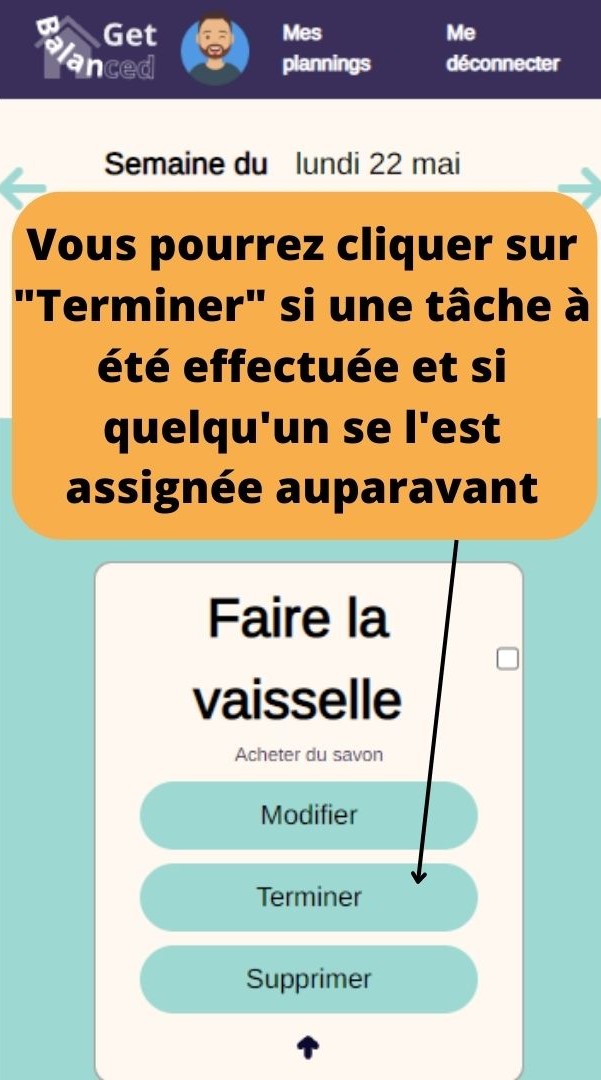 Get
Balanced
Mes
plannings
Me
déconnecter
Semaine du lundi 22 mai
Vous pourrez cliquer sur
"Terminer" si une tâche à
été effectuée et si
quelqu'un se l'est
assignée auparavant
Faire la
vaisselle
Acheter du savon
Modifier
Terminer
Supprimer